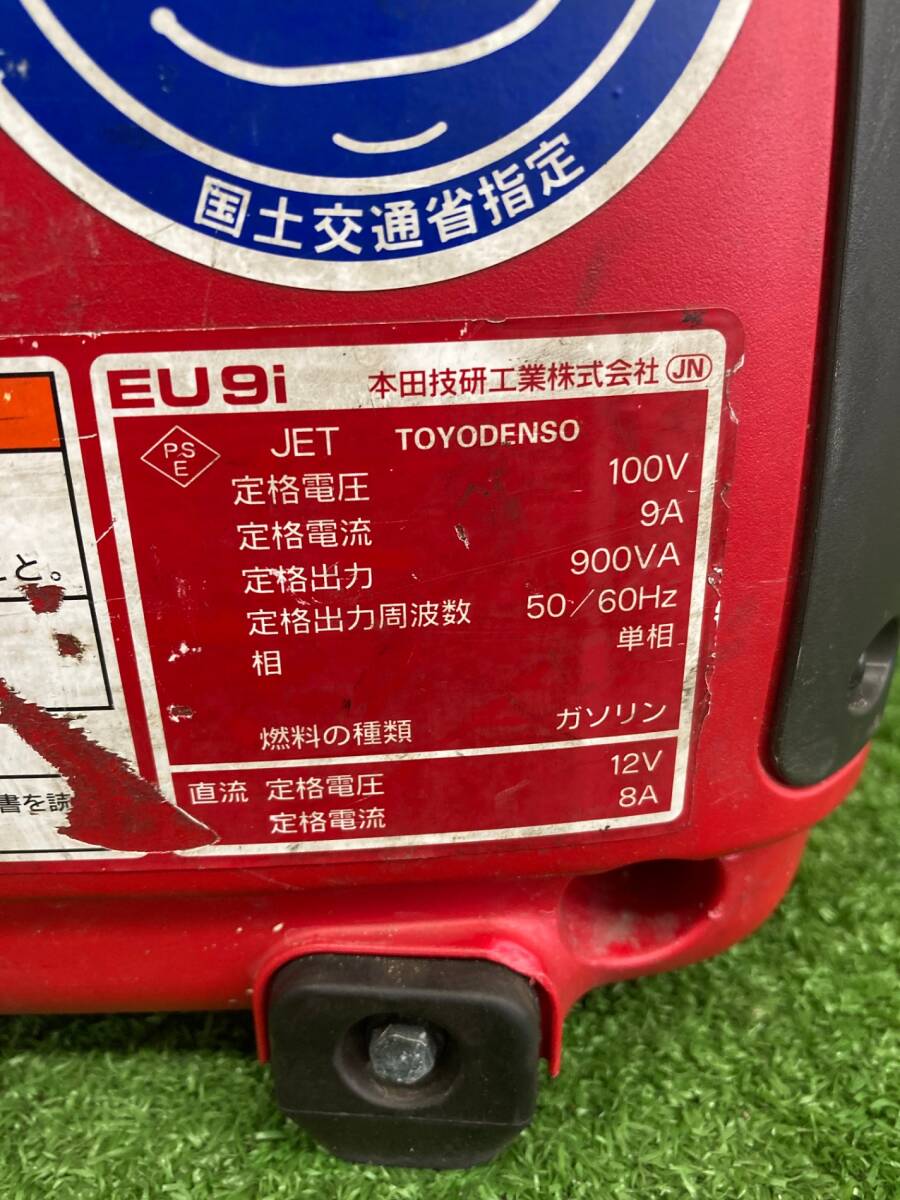 国土交通省指定
EU9i 本田技研工業株式会社 JN
PSE JET TOYODENSO
定格電圧 100V
定格電流 9A
定格出力 900VA
定格出力周波数 50/60Hz
相 単相
燃料の種類 ガソリン
直流 定格電圧 12V
定格電流 8A
と。
書を読